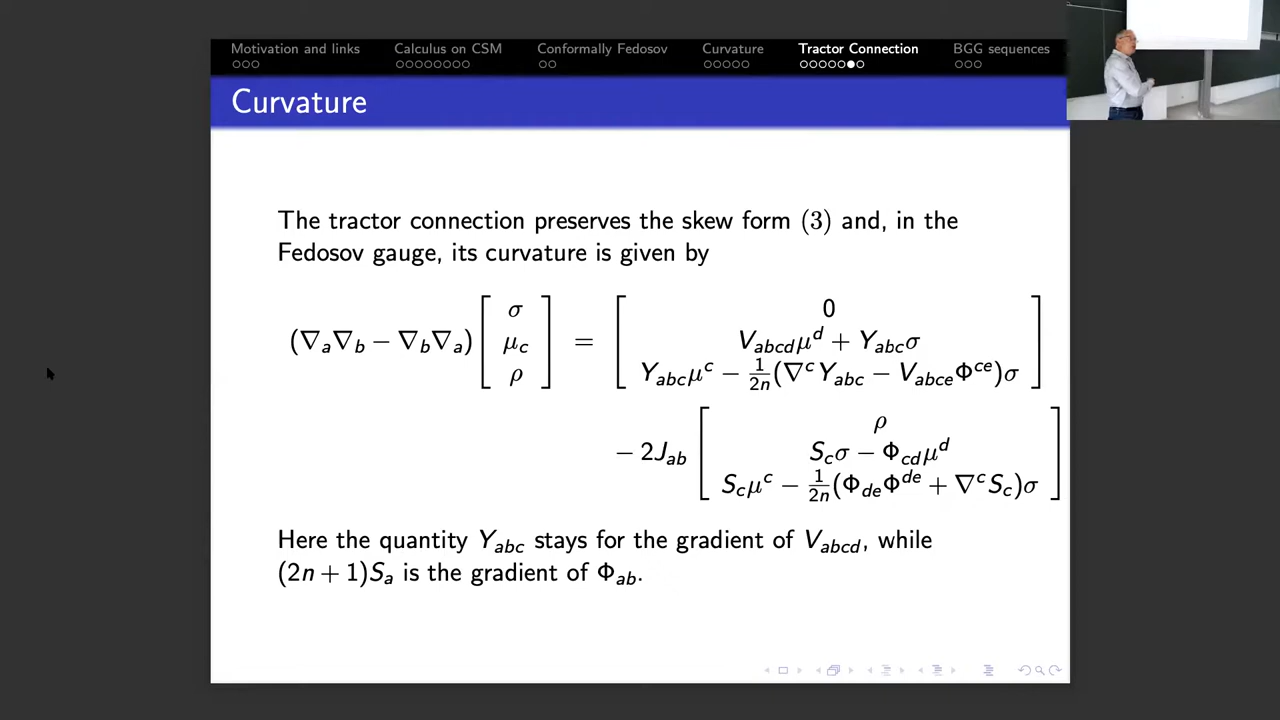 Motivation and links Calculus on CSM Conformally Fedosov Curvature Tractor Connection BGG sequences
Curvature
The tractor connection preserves the skew form (3) and, in the
Fedosov gauge, its curvature is given by
(∇ₐ∇_b − ∇_b∇ₐ) [ σ μ_c ρ ] = [ 0 V_{abcd}μ^d + Y_{abc}σ Y_{abc}μ^c − 1/2n(∇^cY_{abc} − V_{abce}Φ^{ce})σ ]
− 2J_{ab} [ ρ S_cσ − Φ_{cd}μ^d S_cμ^c − 1/2n(Φ_{de}Φ^{de} + ∇^cS_c)σ ]
Here the quantity Y_{abc} stays for the gradient of V_{abcd}, while
(2n + 1)S_a is the gradient of Φ_{ab}.